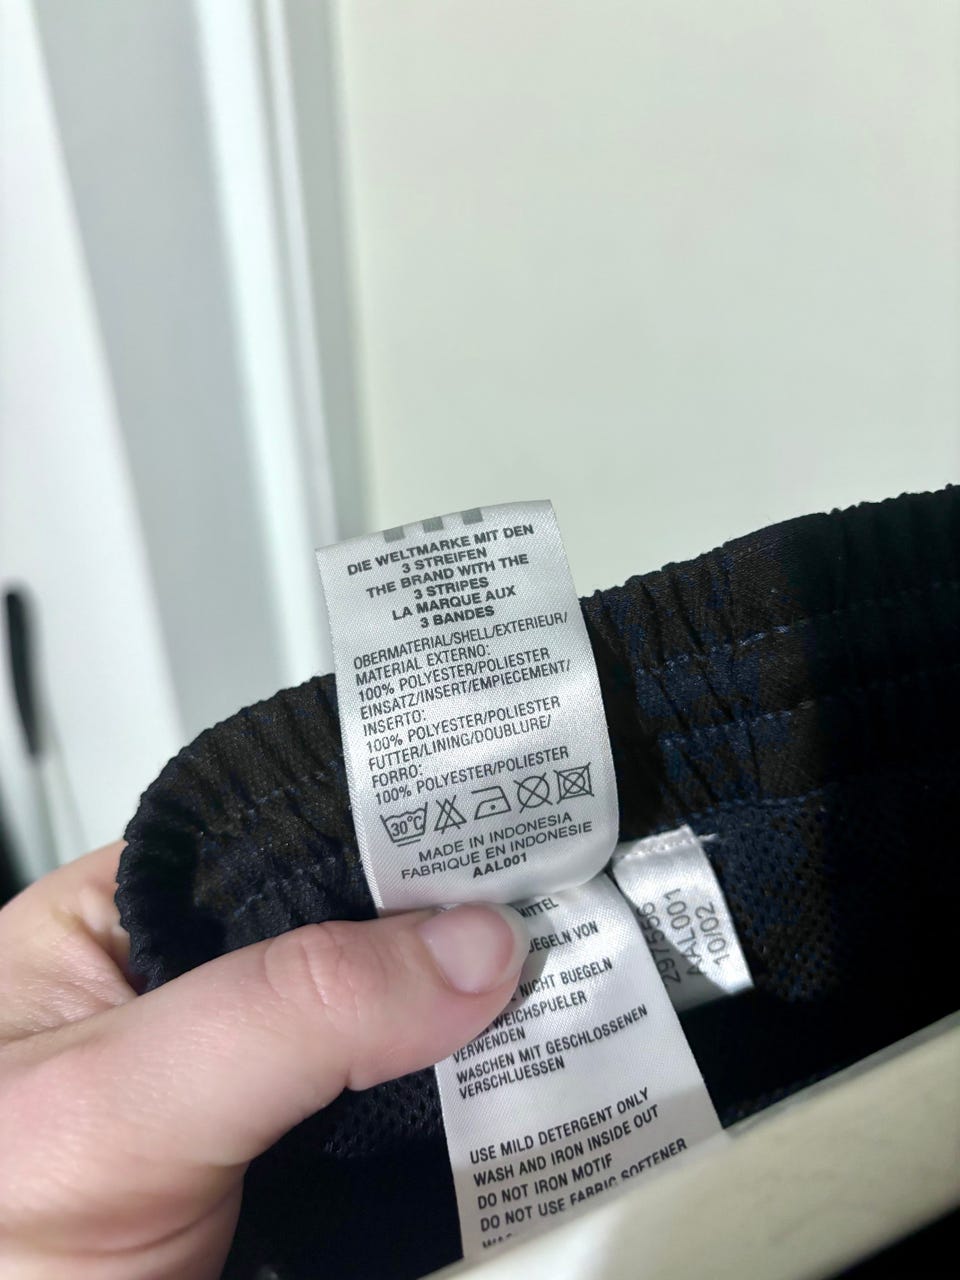 DIE WELTMARKE MIT DEN
3 STREIFEN
THE BRAND WITH THE
3 STRIPES
LA MARQUE AUX
3 BANDES
OBERMATERIAL/SHELL/EXTERIEUR/
MATERIAL EXTERNO:
100% POLYESTER/POLIESTER
EINSATZ/INSERT/EMPIECEMENT/
INSERTO:
100% POLYESTER/POLIESTER
FUTTER/LINING/DOUBLURE/
FORRO:
100% POLYESTER/POLIESTER
30°C
MADE IN INDONESIA
FABRIQUE EN INDONESIE
AAL001
VON
NICHT BUEGELN
WEICHSPUELER
VERWENDEN
WASCHEN MIT GESCHLOSSENEN
VERSCHLUESSEN
USE MILD DETERGENT ONLY
WASH AND IRON INSIDE OUT
DO NOT IRON MOTIF
DO NOT USE FABRIC SOFTENER
297556
AAL001
10/02